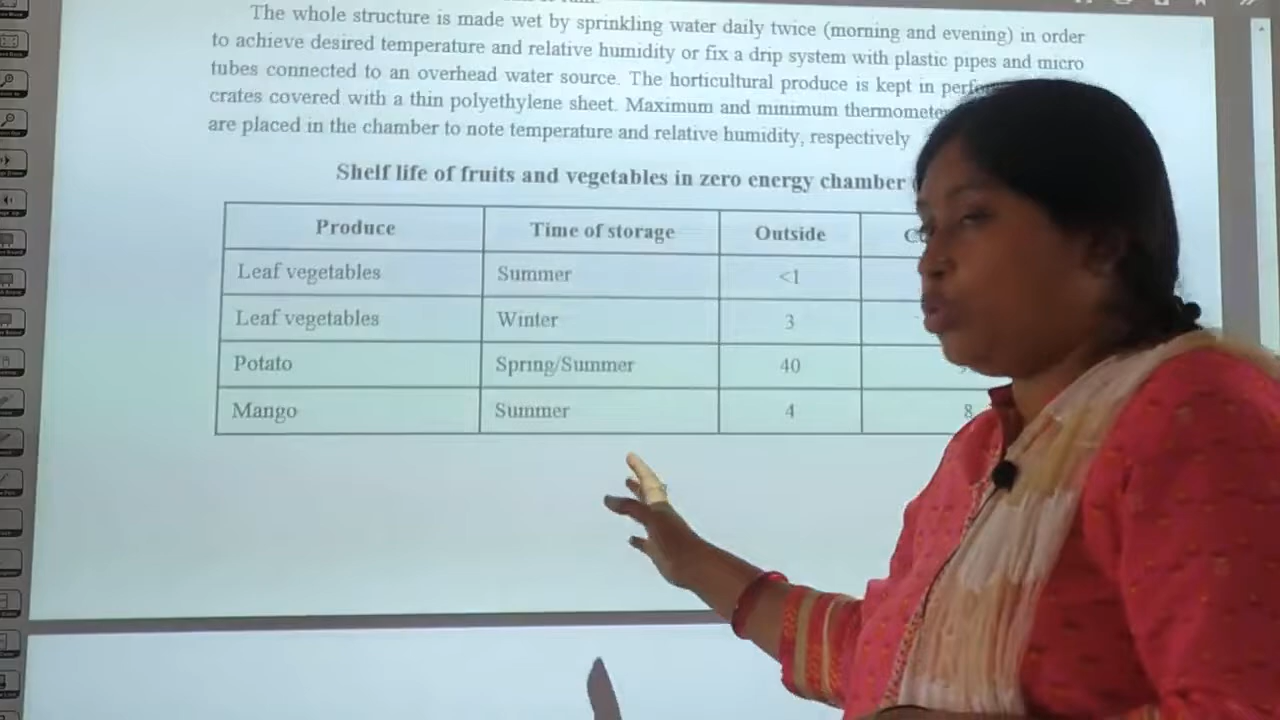 The whole structure is made wet by sprinkling water daily twice (morning and evening) in order
to achieve desired temperature and relative humidity or fix a drip system with plastic pipes and micro
tubes connected to an overhead water source. The horticultural produce is kept in
crates covered with a thin polyethylene sheet. Maximum and minimum
are placed in the chamber to note temperature and relative humidity, respectively
Shelf life of fruits and vegetables in zero energy chamber
Produce Time of storage Outside
Leaf vegetables Summer <1
Leaf vegetables Winter 3
Potato Spring/Summer 40
Mango Summer 4 8